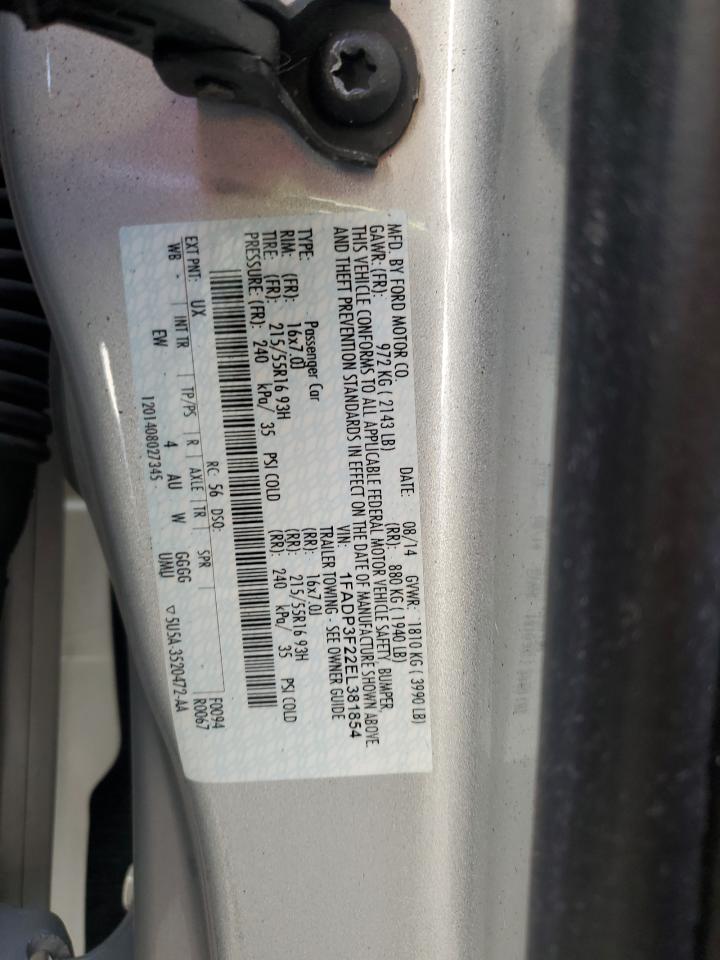 MFD. BY FORD MOTOR CO.
DATE: 08/14 GVWR: 1810 KG ( 3990 LB)
GAWR: (FR): 972 KG ( 2143 LB) (RR): 880 KG ( 1940 LB)
THIS VEHICLE CONFORMS TO ALL APPLICABLE FEDERAL MOTOR VEHICLE SAFETY, BUMPER,
AND THEFT PREVENTION STANDARDS IN EFFECT ON THE DATE OF MANUFACTURE SHOWN ABOVE.
VIN: 1FADP3F22EL381854
TYPE: Passenger Car TRAILER TOWING - SEE OWNER GUIDE
RIM: (FR): 16x7.0J (RR): 16x7.0J
TIRE: (FR): 215/55R16 93H (RR): 215/55R16 93H
PRESSURE: (FR): 240 kPa/ 35 PSI COLD (RR): 240 kPa/ 35 PSI COLD
F0094
EXT PNT: UX RC: 56 DSO: R0067
WB INT TR TP/PS R AXLE TR SPR
- EW 4 AU W GGGG ▽5U5A 3520472-AA
UMU
1201408027345